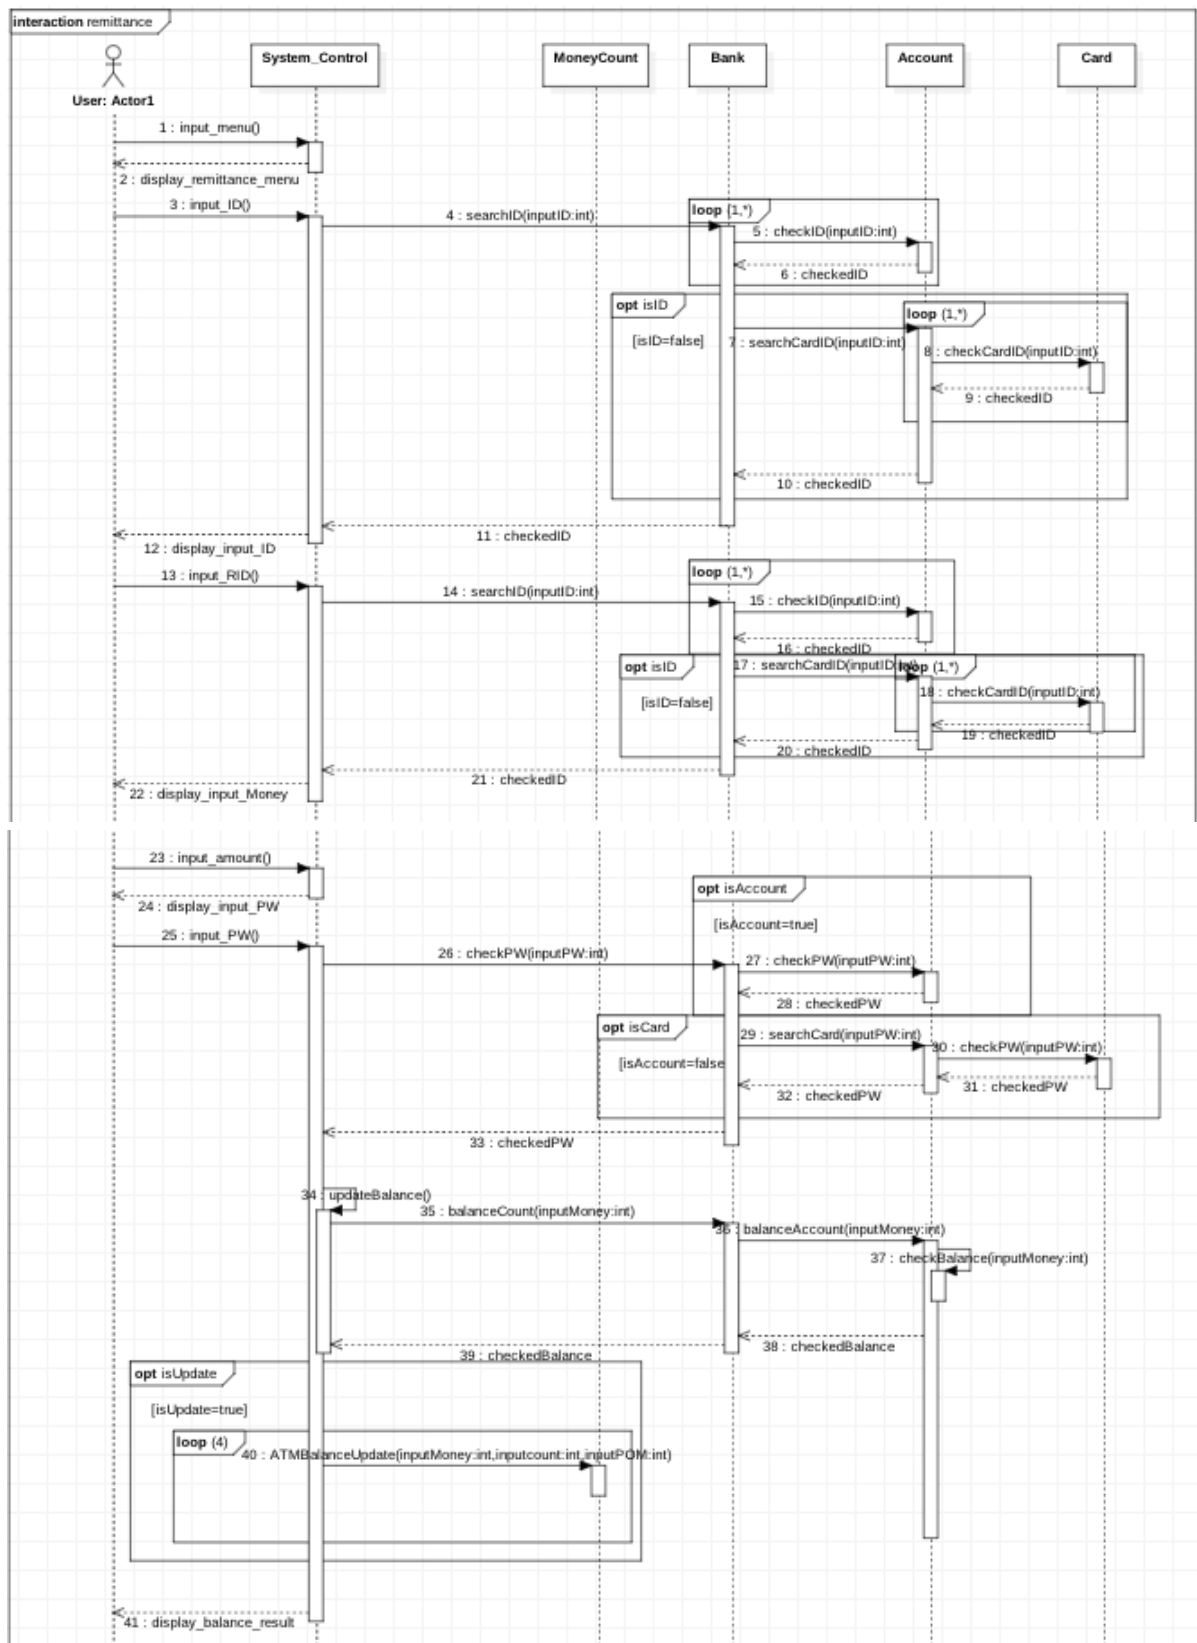 interaction remittance
System_Control
MoneyCount
Bank
Account
Card
User: Actor1
1 : input_menu()
2 : display_remittance_menu
3 : input_ID()
4 : searchID(inputID:int)
loop (1,*)
5 : checkID(inputID:int)
6 : checkedID
opt isID
[isID=false]
loop (1,*)
7 : searchCardID(inputID:int)
8 : checkCardID(inputID:int)
9 : checkedID
10 : checkedID
11 : checkedID
12 : display_input_ID
13 : input_RID()
14 : searchID(inputID:int)
loop (1,*)
15 : checkID(inputID:int)
16 : checkedID
opt isID
[isID=false]
17 : searchCardID(inputID:int)
loop (1,*)
18 : checkCardID(inputID:int)
19 : checkedID
20 : checkedID
21 : checkedID
22 : display_input_Money
23 : input_amount()
24 : display_input_PW
opt isAccount
[isAccount=true]
25 : input_PW()
26 : checkPW(inputPW:int)
27 : checkPW(inputPW:int)
28 : checkedPW
opt isCard
[isAccount=false
29 : searchCard(inputPW:int)
30 : checkPW(inputPW:int)
31 : checkedPW
32 : checkedPW
33 : checkedPW
34 : updateBalance()
35 : balanceCount(inputMoney:int)
36 : balanceAccount(inputMoney:int)
37 : checkBalance(inputMoney:int)
38 : checkedBalance
39 : checkedBalance
opt isUpdate
[isUpdate=true]
loop (4)
40 : ATMBalanceUpdate(inputMoney:int,inputcount:int,inputPOM:int)
41 : display_balance_result